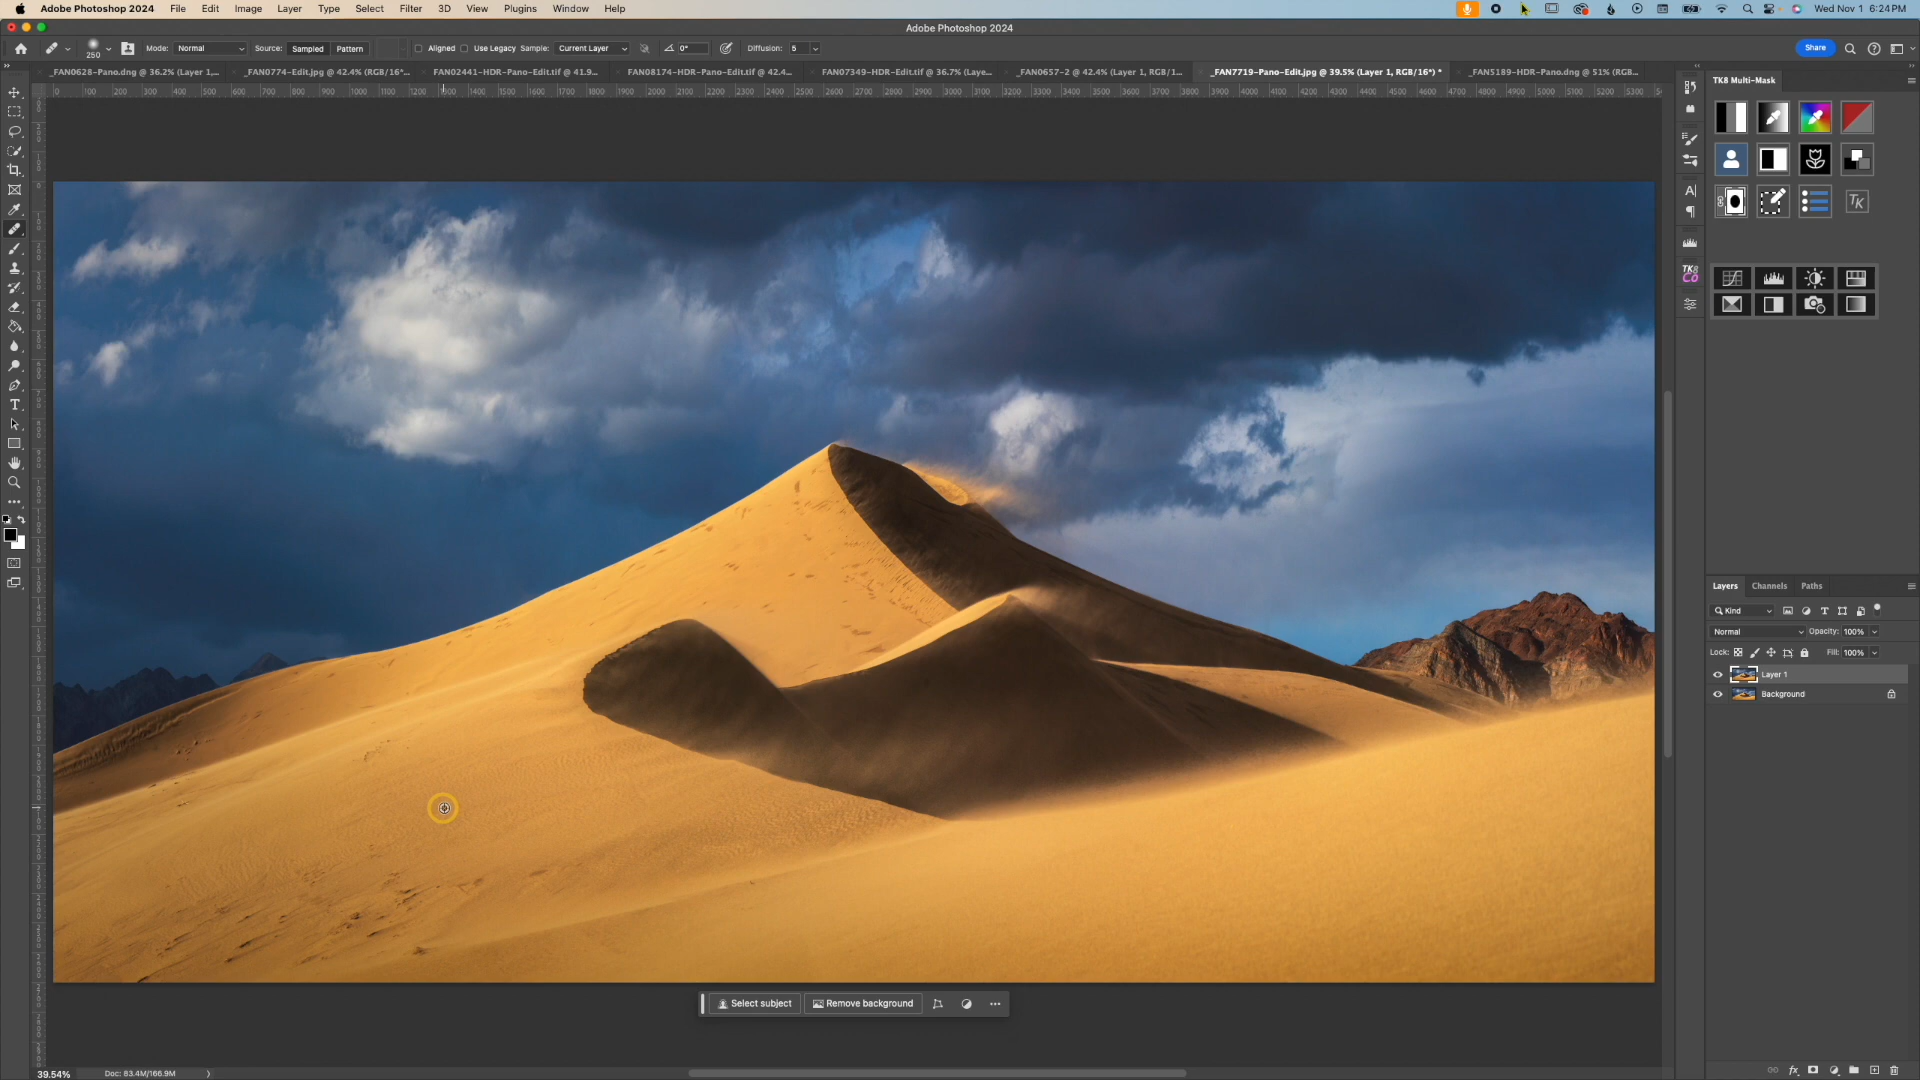 Adobe Photoshop 2024 File Edit Image Layer Type Select Filter 3D View Plugins Window Help Wed Nov 1 6:24 PM
Adobe Photoshop 2024
250 Mode: Normal Source: Sampled Pattern Aligned Use Legacy Sample: Current Layer 0° Diffusion: 5 Share
_FAN0628-Pano.dng @ 36.2% (Layer 1,... _FAN0774-Edit.jpg @ 42.4% (RGB/16*... FAN02441-HDR-Pano-Edit.tif @ 41.9... FAN08174-HDR-Pano-Edit.tif @ 42.4... FAN07349-HDR-Edit.tif @ 36.7% (Laye... _FAN0657-2 @ 42.4% (Layer 1, RGB/1... _FAN7719-Pano-Edit.jpg @ 39.5% (Layer 1, RGB/16*) * _FAN5189-HDR-Pano.dng @ 51% (RGB...
TK8 Multi-Mask
TK
TK8
Co
Layers Channels Paths
Kind
Normal Opacity: 100%
Lock: Fill: 100%
Layer 1
Background
Select subject Remove background
39.54% Doc: 83.4M/166.9M